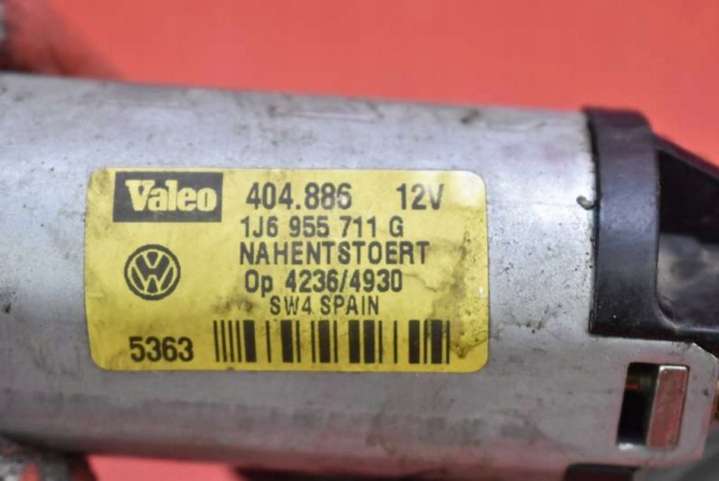 Valeo 404.886 12V
1J6 955 711 G
NAHENTSTOERT
Op 4236/4930
SW4 SPAIN
5363